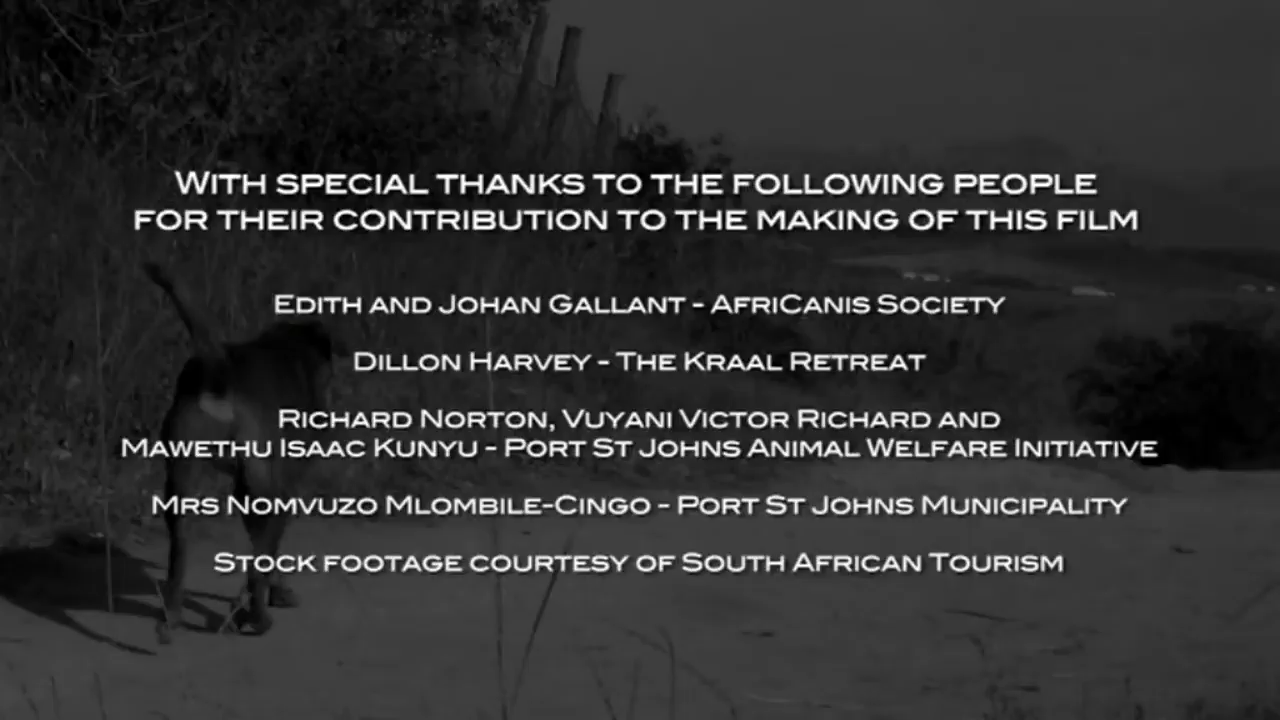 With special thanks to the following people
for their contribution to the making of this film
Edith and Johan Gallant - AfriCanis Society
Dillon Harvey - The Kraal Retreat
Richard Norton, Vuyani Victor Richard and
Mawethu Isaac Kunyu - Port St Johns Animal Welfare Initiative
Mrs Nomvuzo Mlombile-Cingo - Port St Johns Municipality
Stock footage courtesy of South African Tourism